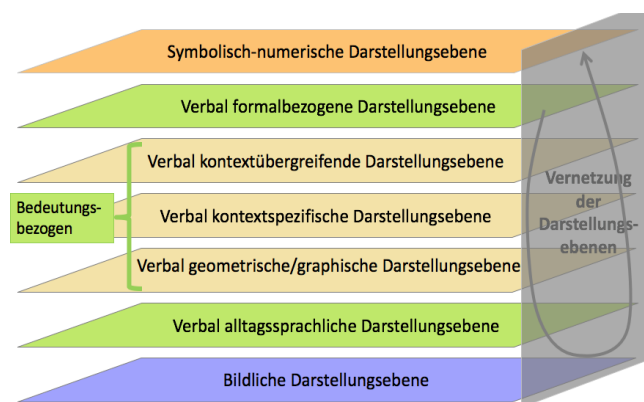 Symbolisch-numerische Darstellungsebene
Verbal formalbezogene Darstellungsebene
Verbal kontextübergreifende Darstellungsebene
Bedeutungs-
bezogen
Verbal kontextspezifische Darstellungsebene
Verbal geometrische/graphische Darstellungsebene
Verbal alltagssprachliche Darstellungsebene
Bildliche Darstellungsebene
Vernetzung
der
Darstellungs-
ebenen